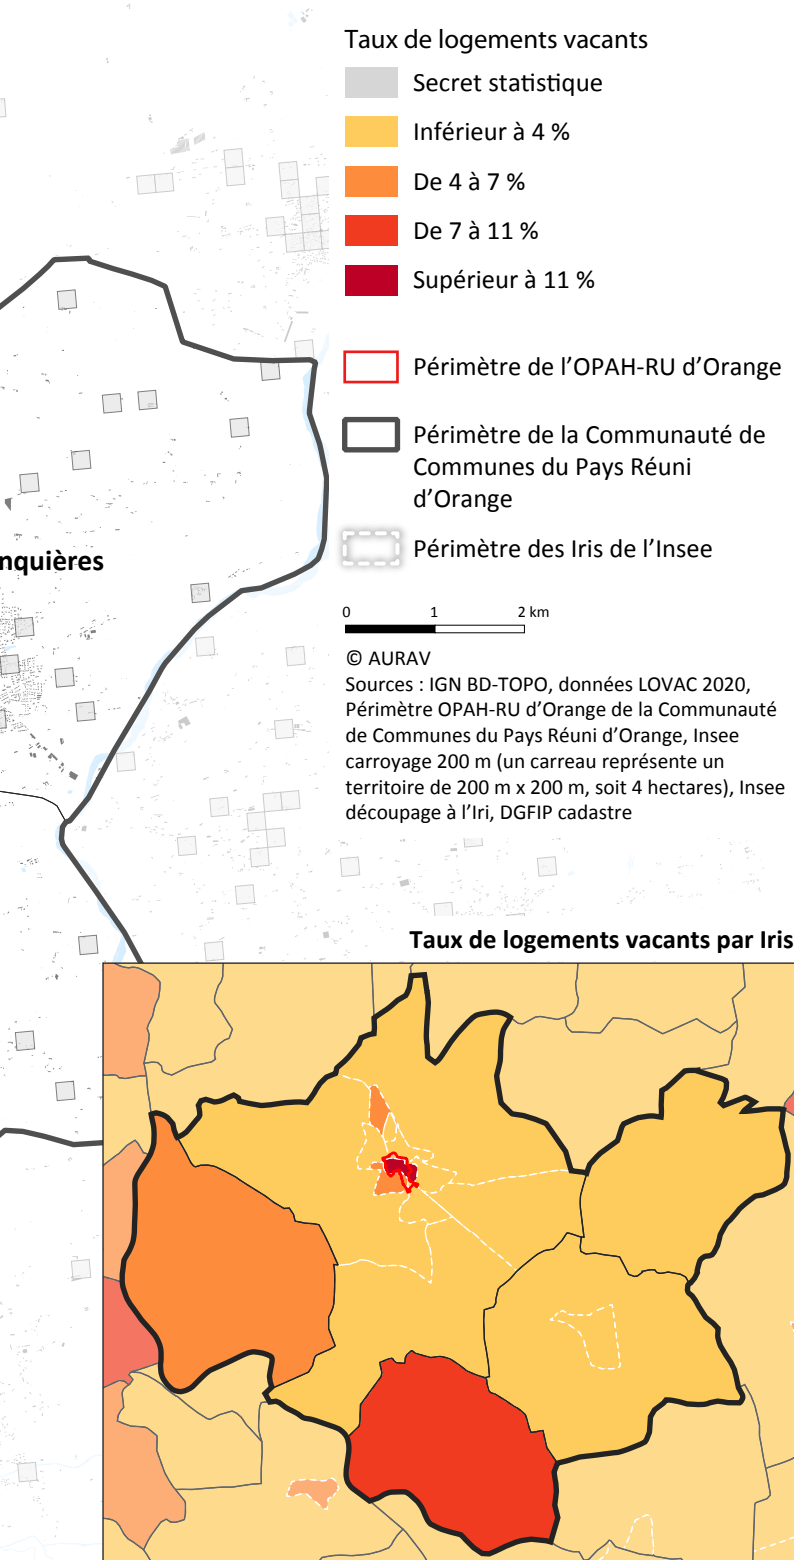 Taux de logements vacants
Secret statistique
Inférieur à 4 %
De 4 à 7 %
De 7 à 11 %
Supérieur à 11 %
Périmètre de l’OPAH-RU d’Orange
Périmètre de la Communauté de
Communes du Pays Réuni
d’Orange
Périmètre des Iris de l’Insee
nquières
0 1 2 km
© AURAV
Sources : IGN BD-TOPO, données LOVAC 2020,
Périmètre OPAH-RU d’Orange de la Communauté
de Communes du Pays Réuni d’Orange, Insee
carroyage 200 m (un carreau représente un
territoire de 200 m x 200 m, soit 4 hectares), Insee
découpage à l’Iri, DGFIP cadastre
Taux de logements vacants par Iris